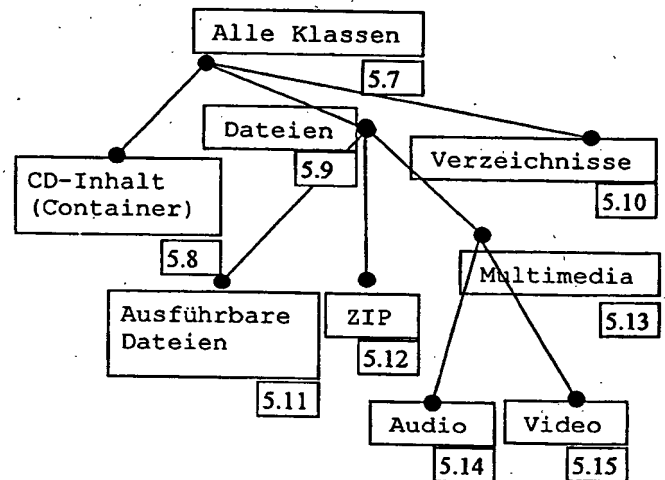 Alle Klassen
5.7
Dateien
5.9
Verzeichnisse
5.10
CD-Inhalt
(Container)
5.8
Multimedia
5.13
Ausführbare
Dateien
5.11
ZIP
5.12
Audio
5.14
Video
5.15